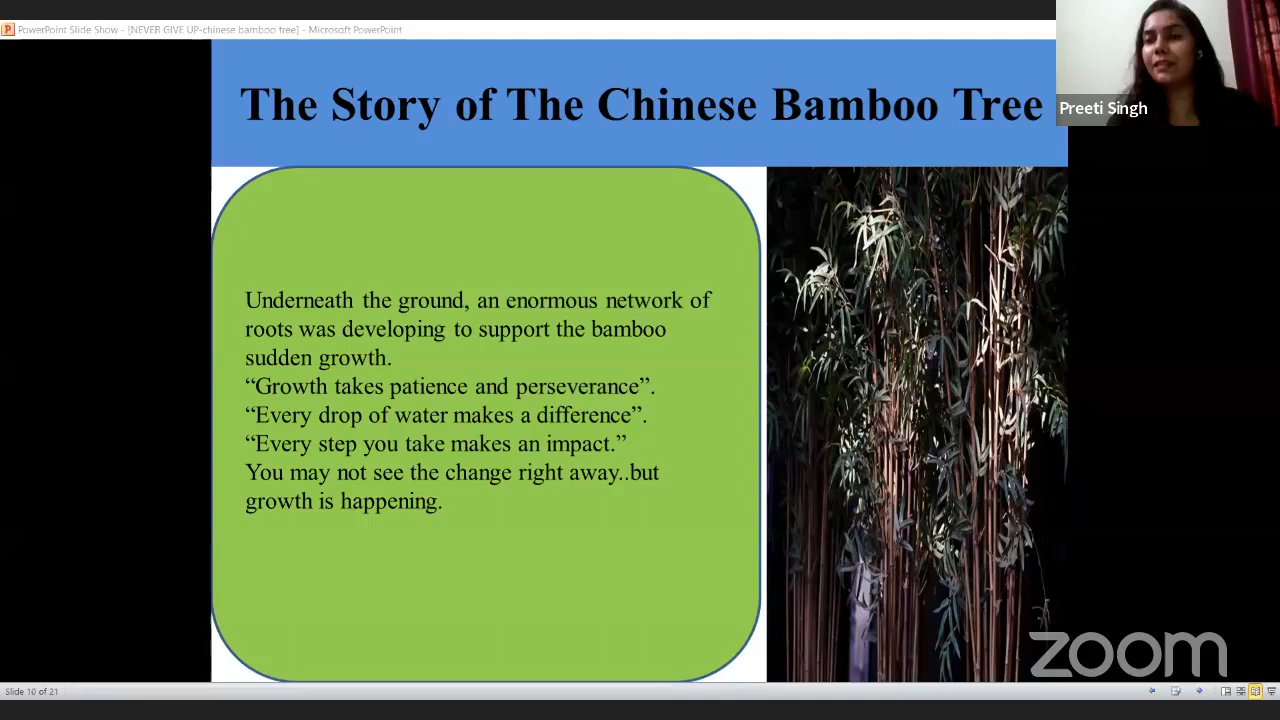 PowerPoint Slide Show - [NEVER GIVE UP-chinese bamboo tree] - Microsoft PowerPoint
The Story of The Chinese Bamboo Tree
Preeti Singh
Underneath the ground, an enormous network of
roots was developing to support the bamboo
sudden growth.
“Growth takes patience and perseverance”.
“Every drop of water makes a difference”.
“Every step you take makes an impact.”
You may not see the change right away..but
growth is happening.
zoom
Slide 10 of 21